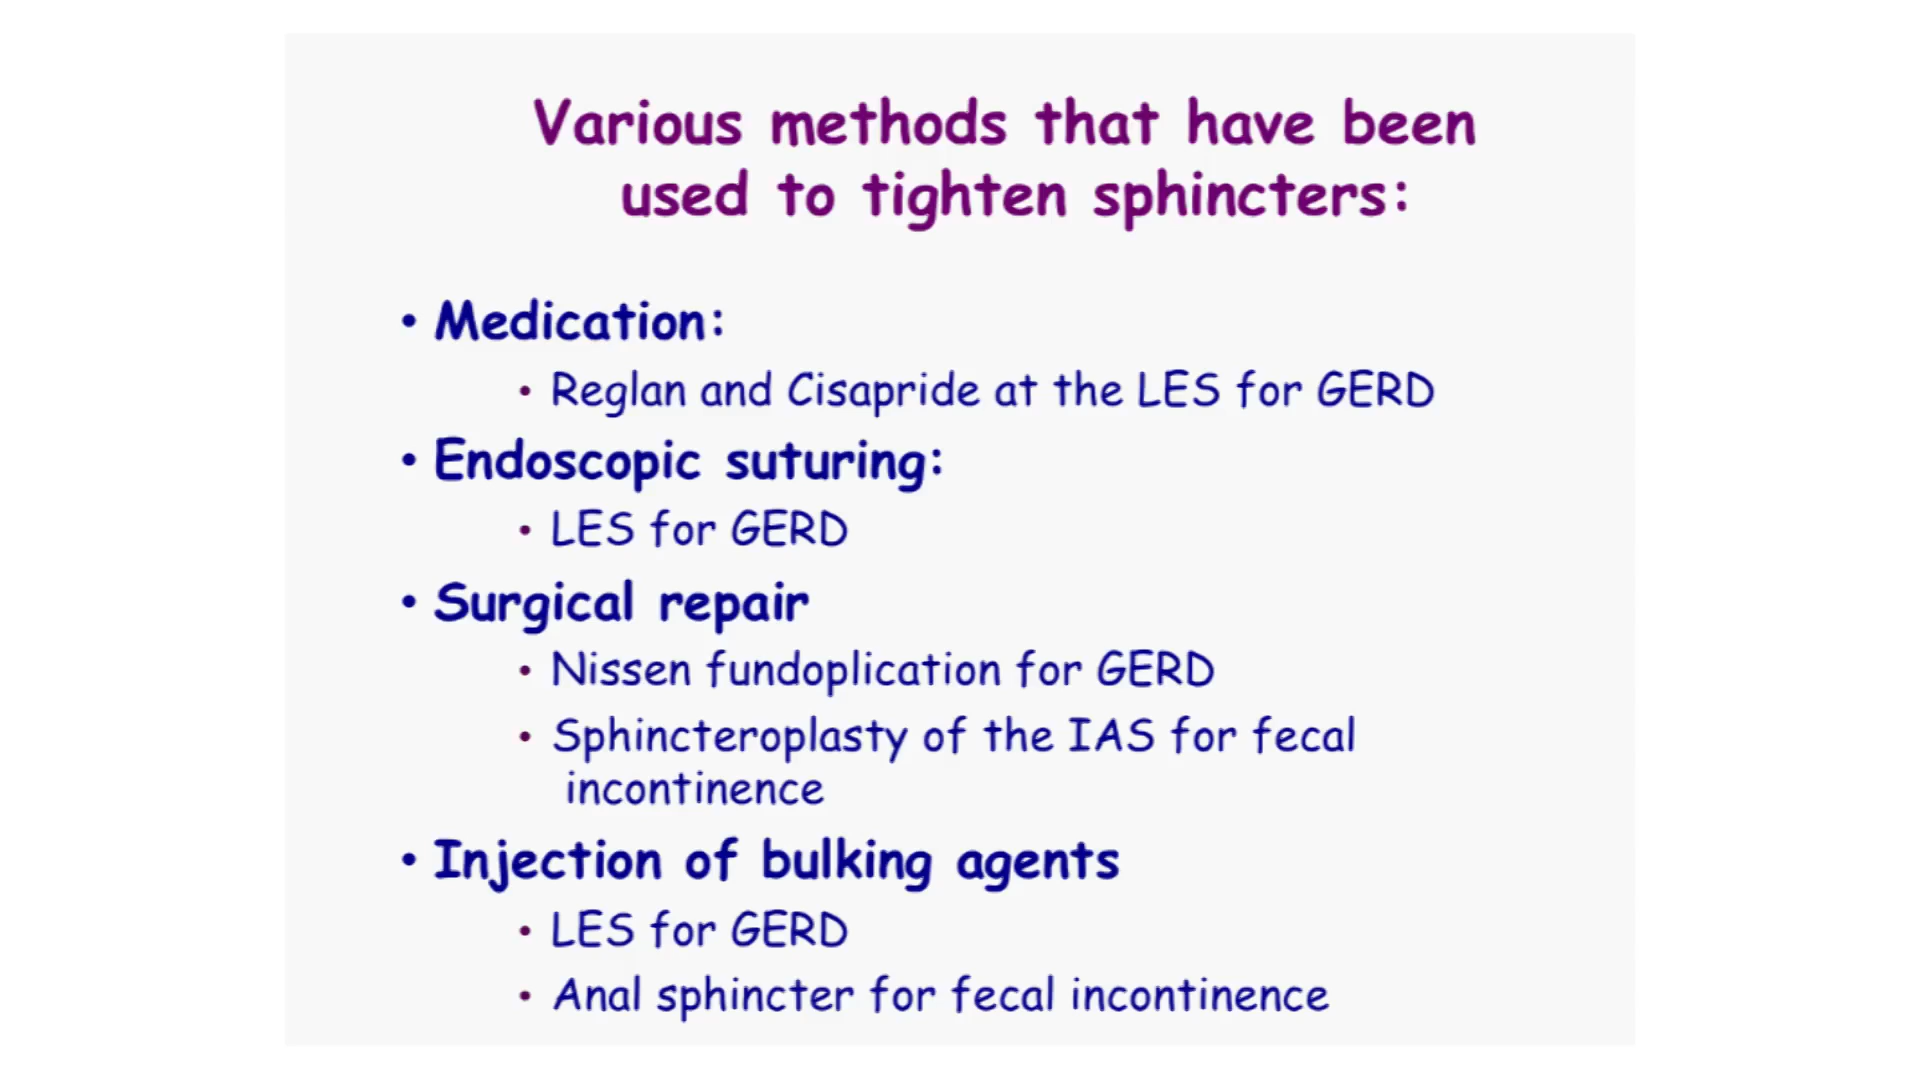 Various methods that have been
used to tighten sphincters:
• Medication:
• Reglan and Cisapride at the LES for GERD
• Endoscopic suturing:
• LES for GERD
• Surgical repair
• Nissen fundoplication for GERD
• Sphincteroplasty of the IAS for fecal
incontinence
• Injection of bulking agents
• LES for GERD
• Anal sphincter for fecal incontinence